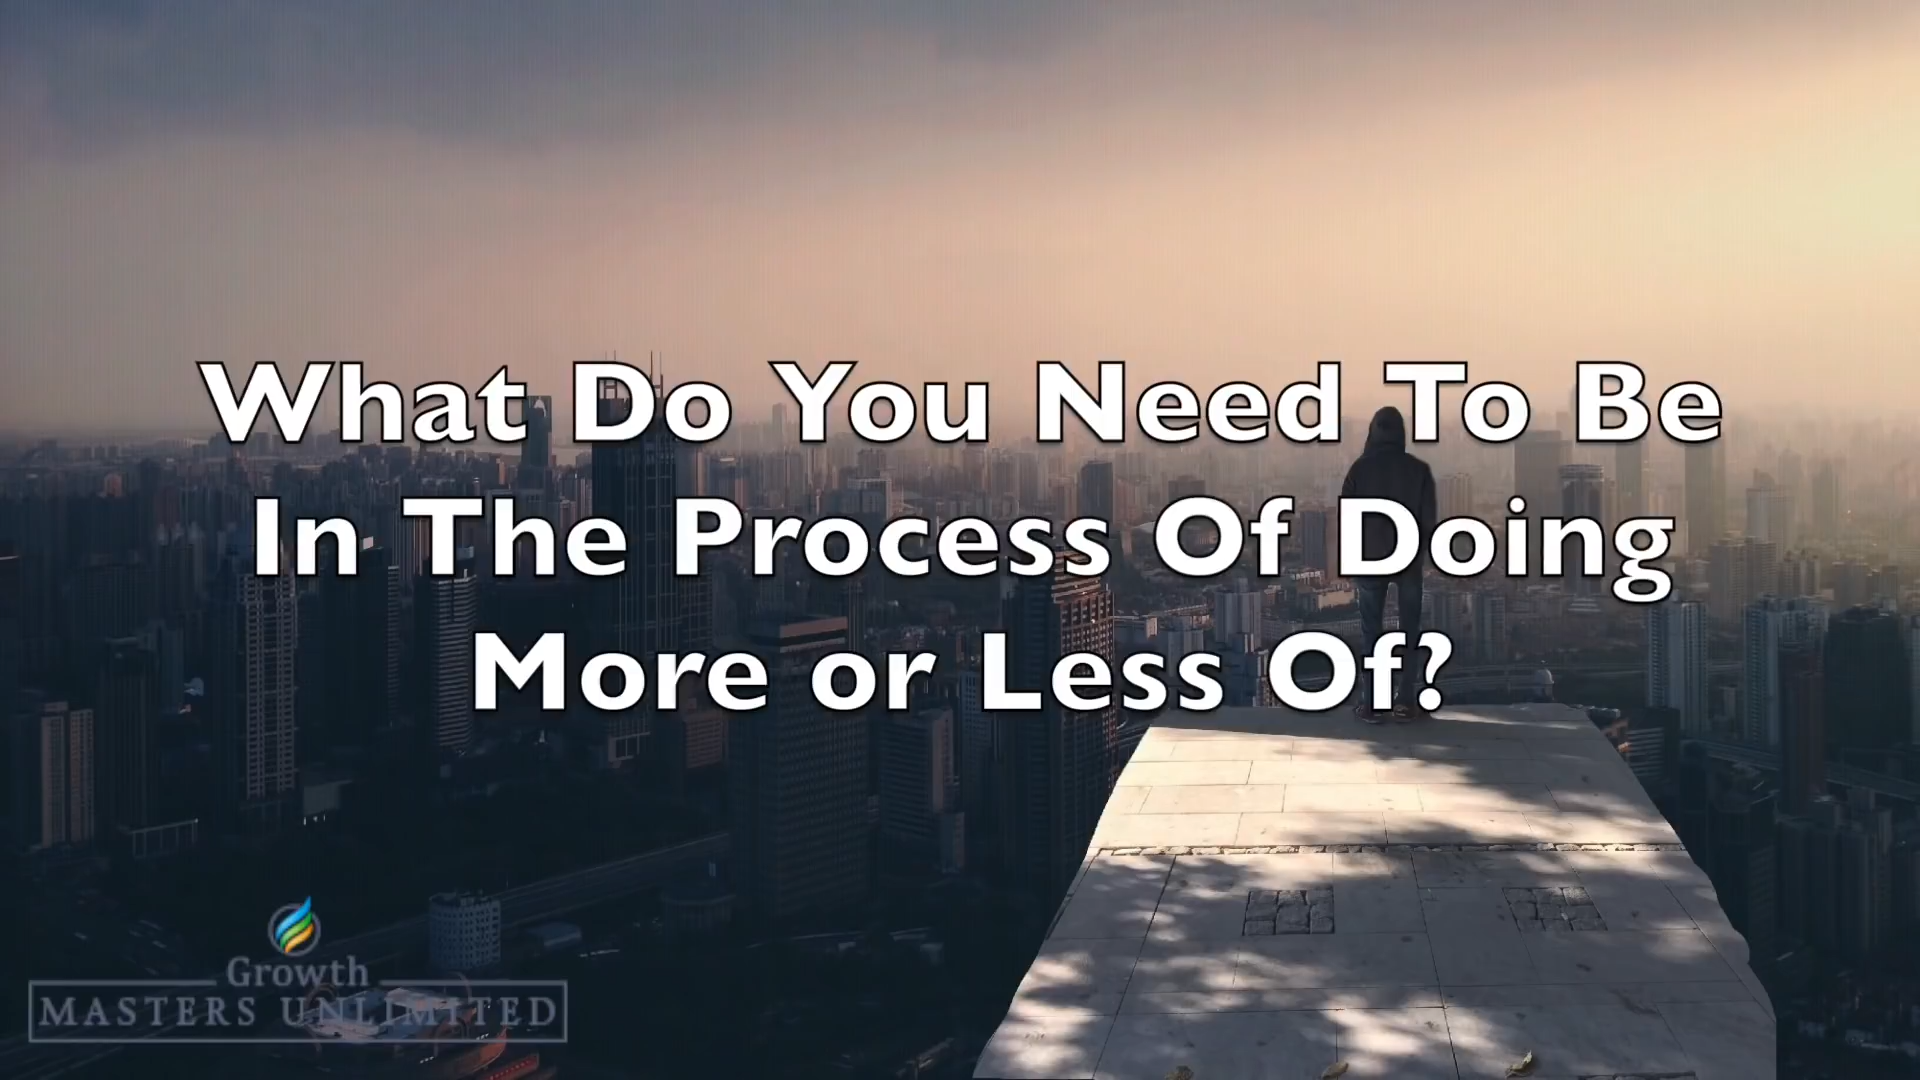 What Do You Need To Be
In The Process Of Doing
More or Less Of?
Growth
MASTERS UNLIMITED